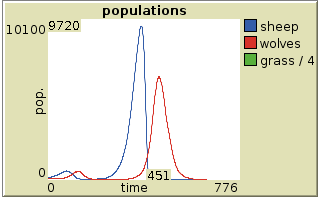 populations
10100
9720
pop.
0
451
0
time
776
sheep
wolves
grass / 4